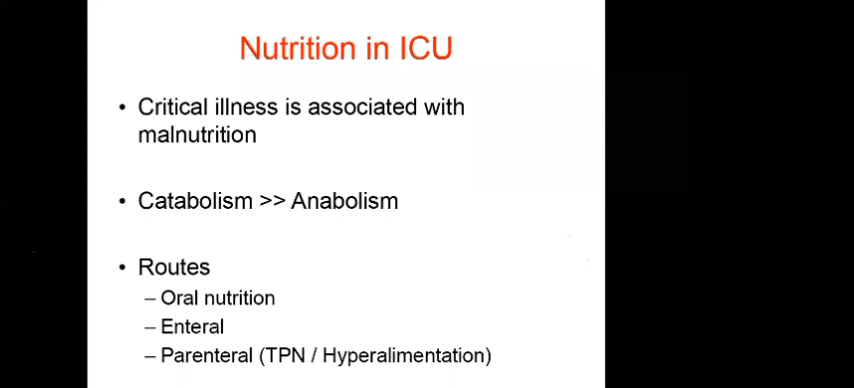 Nutrition in ICU
• Critical illness is associated with
malnutrition
• Catabolism >> Anabolism
• Routes
– Oral nutrition
– Enteral
– Parenteral (TPN / Hyperalimentation)